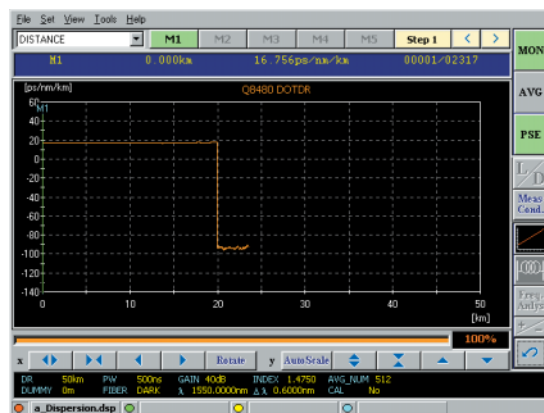 File Set View Tools Help
DISTANCE M1 M2 M3 M4 M5 Step 1 < >
M1 0.000km 16.756ps/nm/km 00001/02317
MON
AVG
PSE
L/D
Meas Cond.
Freq. Anlys
+/-
[ps/nm/km]
Q8480 DOTDR
M1
60
40
20
0
-20
-40
-60
-80
-100
-120
-140
0 10 20 30 40 50
[km]
100%
x Rotate y AutoScale
DR 50km PW 500ns GAIN 40dB INDEX 1.4750 AVG_NUM 512
DUMMY 0m FIBER DARK λ 1550.0000nm Δλ 0.6000nm CAL No
a_Dispersion.dsp